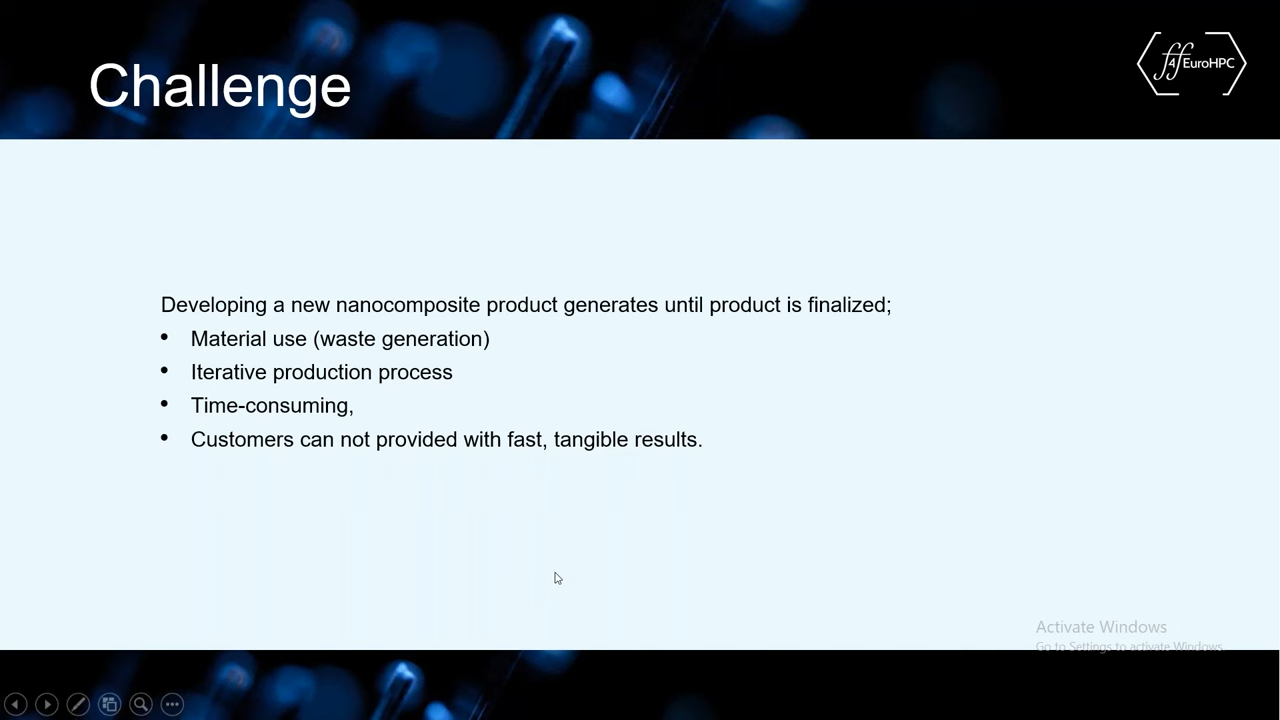 Challenge
ff4EuroHPC
Developing a new nanocomposite product generates until product is finalized;
• Material use (waste generation)
• Iterative production process
• Time-consuming,
• Customers can not provided with fast, tangible results.
Activate Windows
Go to Settings to activate Windows.